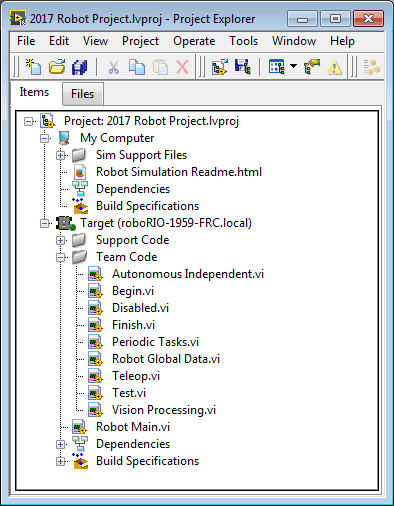 2017 Robot Project.lvproj - Project Explorer
File Edit View Project Operate Tools Window Help
Items Files
Project: 2017 Robot Project.lvproj
My Computer
Sim Support Files
Robot Simulation Readme.html
Dependencies
Build Specifications
Target (roboRIO-1959-FRC.local)
Support Code
Team Code
Autonomous Independent.vi
Begin.vi
Disabled.vi
Finish.vi
Periodic Tasks.vi
Robot Global Data.vi
Teleop.vi
Test.vi
Vision Processing.vi
Robot Main.vi
Dependencies
Build Specifications